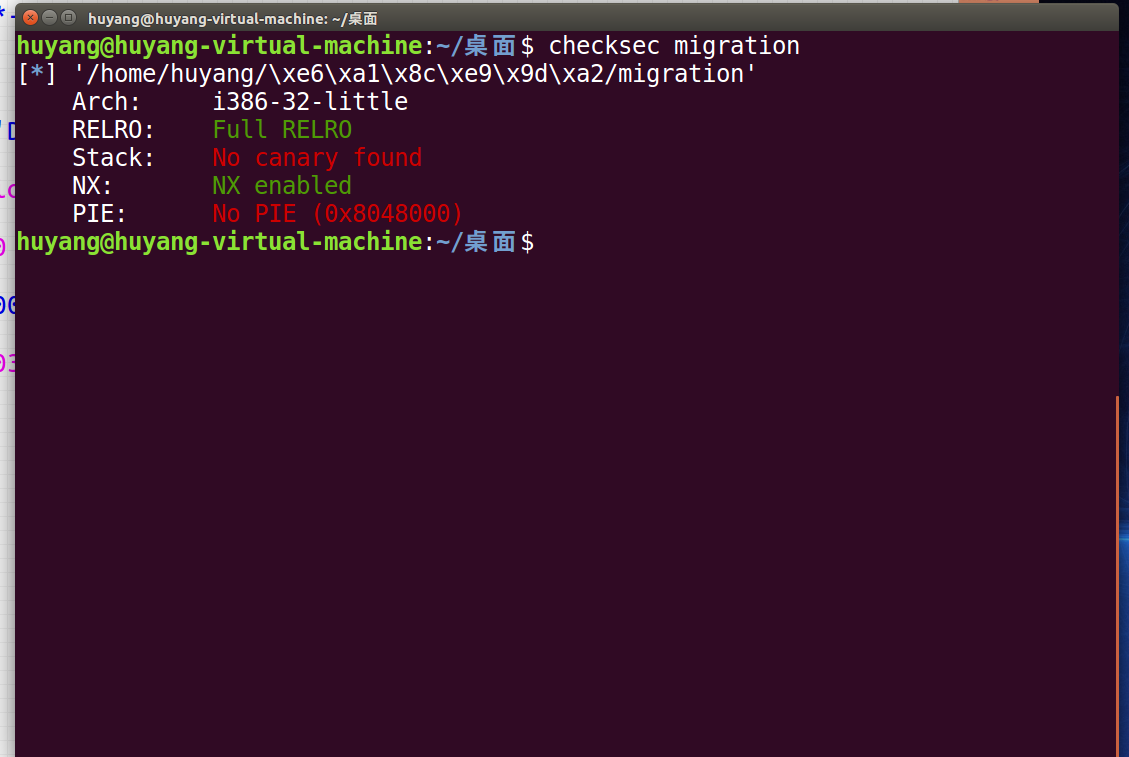 huyang@huyang-virtual-machine: ~/桌面
huyang@huyang-virtual-machine:~/桌面$ checksec migration
[*] '/home/huyang/\xe6\xa1\x8c\xe9\x9d\xa2/migration'
    Arch:     i386-32-little
    RELRO:    Full RELRO
    Stack:    No canary found
    NX:       NX enabled
    PIE:      No PIE (0x8048000)
huyang@huyang-virtual-machine:~/桌面$